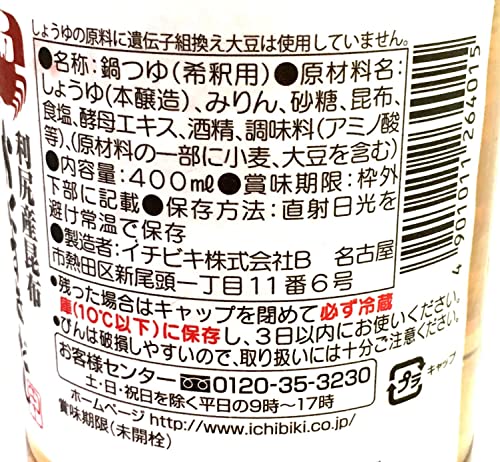 しょうゆの原料に遺伝子組換え大豆は使用していません。
●名称:鍋つゆ(希釈用)●原材料名:
しょうゆ(本醸造)、みりん、砂糖、昆布、
食塩、酵母エキス、酒精、調味料(アミノ酸
等)、(原材料の一部に小麦、大豆を含む)
●内容量:400mℓ●賞味期限:枠外
下部に記載●保存方法:直射日光を
避け常温で保存
●製造者:イチビキ株式会社B 名古屋
市熱田区新尾頭一丁目11番6号
•残った場合はキャップを閉めて必ず冷蔵
庫(10℃以下)に保存し、3日以内にお使いください。
•びんは破損しやすいので、取り扱いには十分ご注意ください。
お客様センター 0120-35-3230
土・日・祝日を除く平日の9時〜17時
ホームページ http://www.ichibiki.co.jp/
賞味期限(未開栓)
キャップ
プラ
4901011264015
利尻産昆布